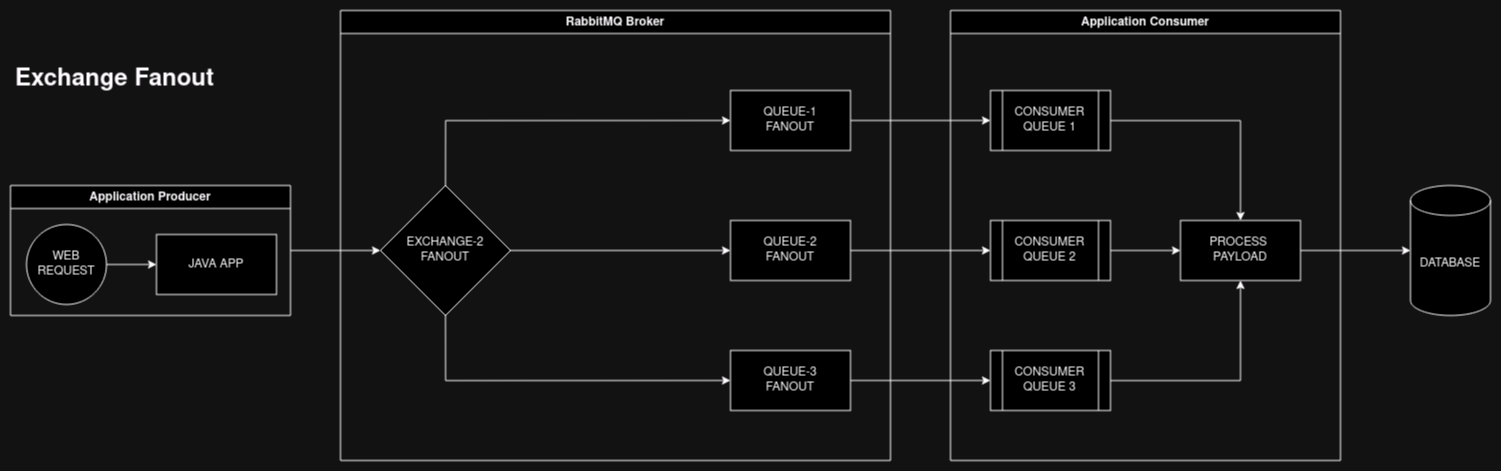 RabbitMQ Broker
Application Consumer
Exchange Fanout
QUEUE-1
FANOUT
CONSUMER
QUEUE 1
Application Producer
WEB
REQUEST
JAVA APP
EXCHANGE-2
FANOUT
QUEUE-2
FANOUT
CONSUMER
QUEUE 2
PROCESS
PAYLOAD
DATABASE
QUEUE-3
FANOUT
CONSUMER
QUEUE 3